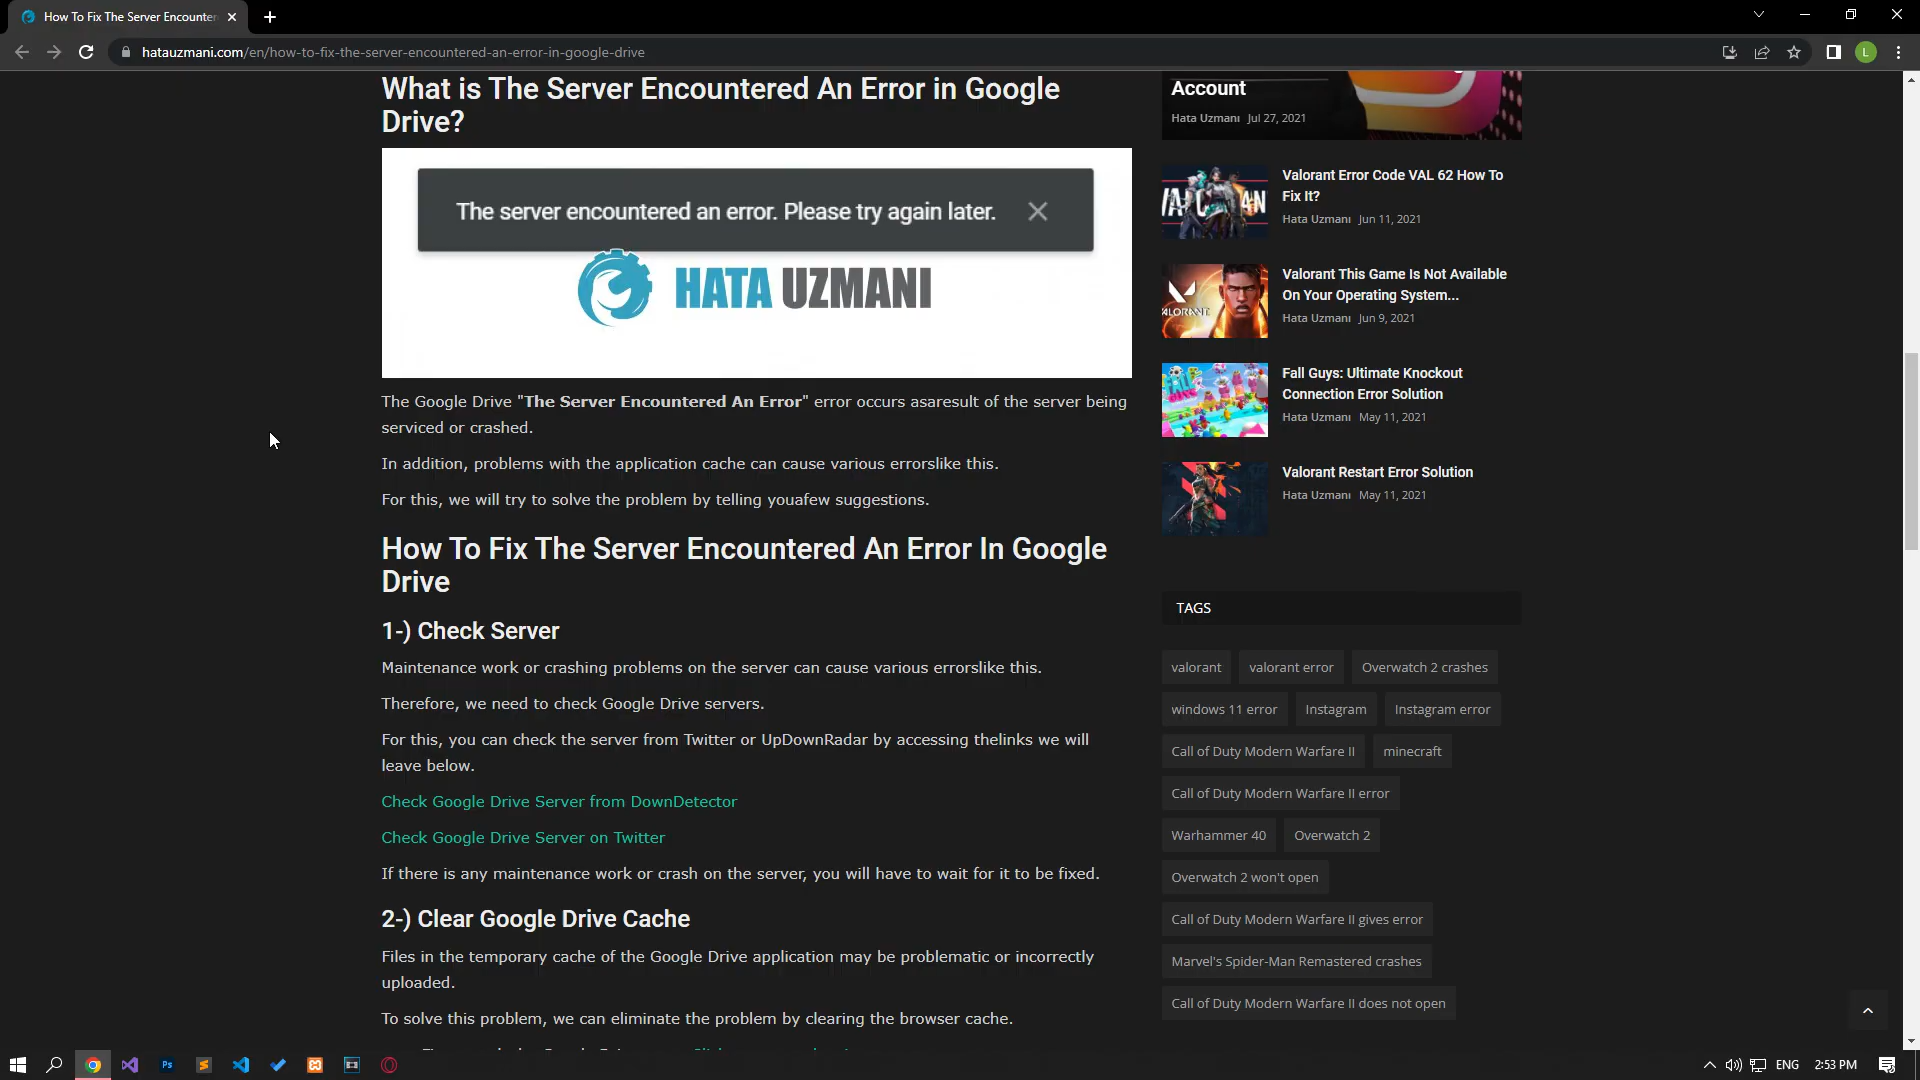 How To Fix The Server Encounter
hatauzmani.com/en/how-to-fix-the-server-encountered-an-error-in-google-drive
L
What is The Server Encountered An Error in Google
Drive?
The server encountered an error. Please try again later.
HATA UZMANI
The Google Drive "The Server Encountered An Error" error occurs asaresult of the server being
serviced or crashed.
In addition, problems with the application cache can cause various errorslike this.
For this, we will try to solve the problem by telling youafew suggestions.
How To Fix The Server Encountered An Error In Google
Drive
1-) Check Server
Maintenance work or crashing problems on the server can cause various errorslike this.
Therefore, we need to check Google Drive servers.
For this, you can check the server from Twitter or UpDownRadar by accessing thelinks we will
leave below.
Check Google Drive Server from DownDetector
Check Google Drive Server on Twitter
If there is any maintenance work or crash on the server, you will have to wait for it to be fixed.
2-) Clear Google Drive Cache
Files in the temporary cache of the Google Drive application may be problematic or incorrectly
uploaded.
To solve this problem, we can eliminate the problem by clearing the browser cache.
Account
Hata Uzmanı Jul 27, 2021
Valorant Error Code VAL 62 How To
Fix It?
Hata Uzmanı Jun 11, 2021
VALORANT
Valorant This Game Is Not Available
On Your Operating System...
Hata Uzmanı Jun 9, 2021
Fall Guys: Ultimate Knockout
Connection Error Solution
Hata Uzmanı May 11, 2021
Valorant Restart Error Solution
Hata Uzmanı May 11, 2021
TAGS
valorant valorant error Overwatch 2 crashes
windows 11 error Instagram Instagram error
Call of Duty Modern Warfare II minecraft
Call of Duty Modern Warfare II error
Warhammer 40 Overwatch 2
Overwatch 2 won't open
Call of Duty Modern Warfare II gives error
Marvel's Spider-Man Remastered crashes
Call of Duty Modern Warfare II does not open
Ps
ENG 2:53 PM